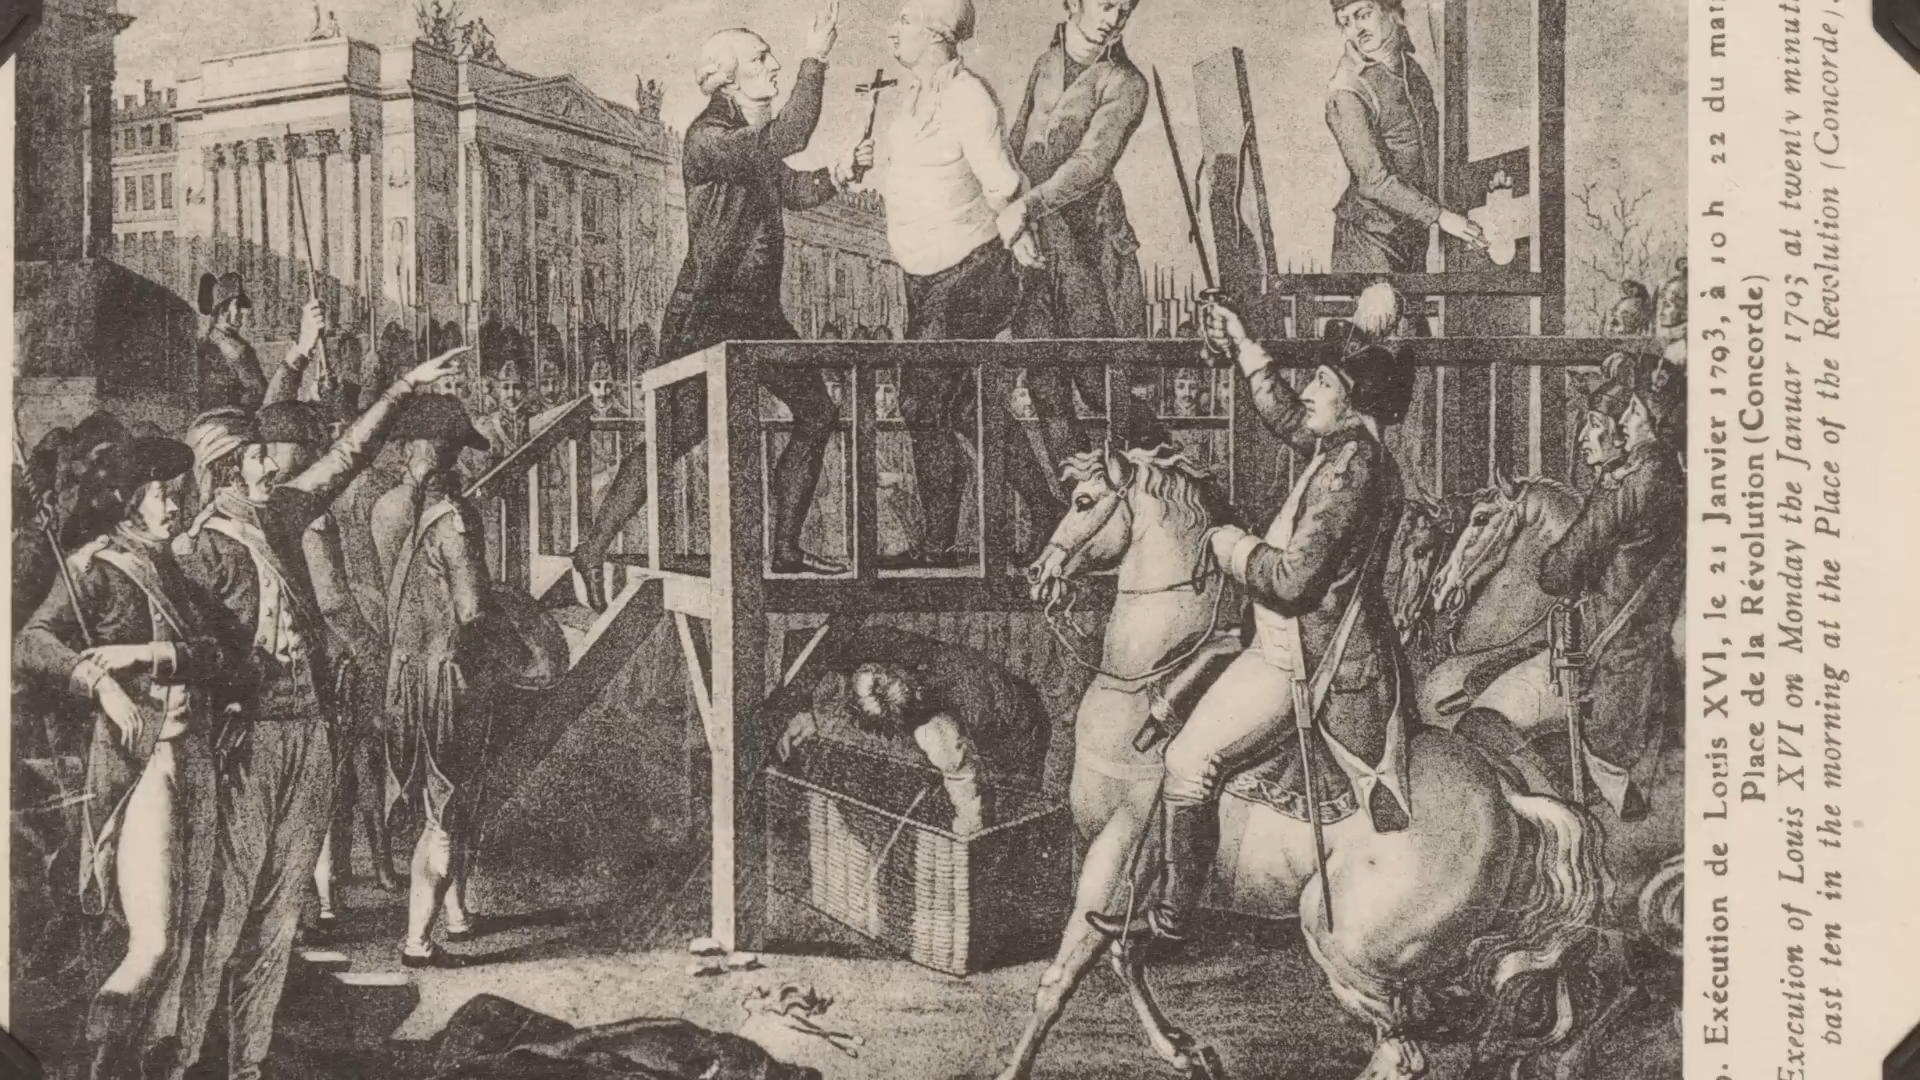 . Exécution de Louis XVI, le 21 Janvier 1793, à 10 h 22 du
Place de la Révolution (Concorde)
Execution of Louis XVI on Monday the Januar 1793 at twenty
bast ten in the morning at the Place of the Revolution (Concorde).